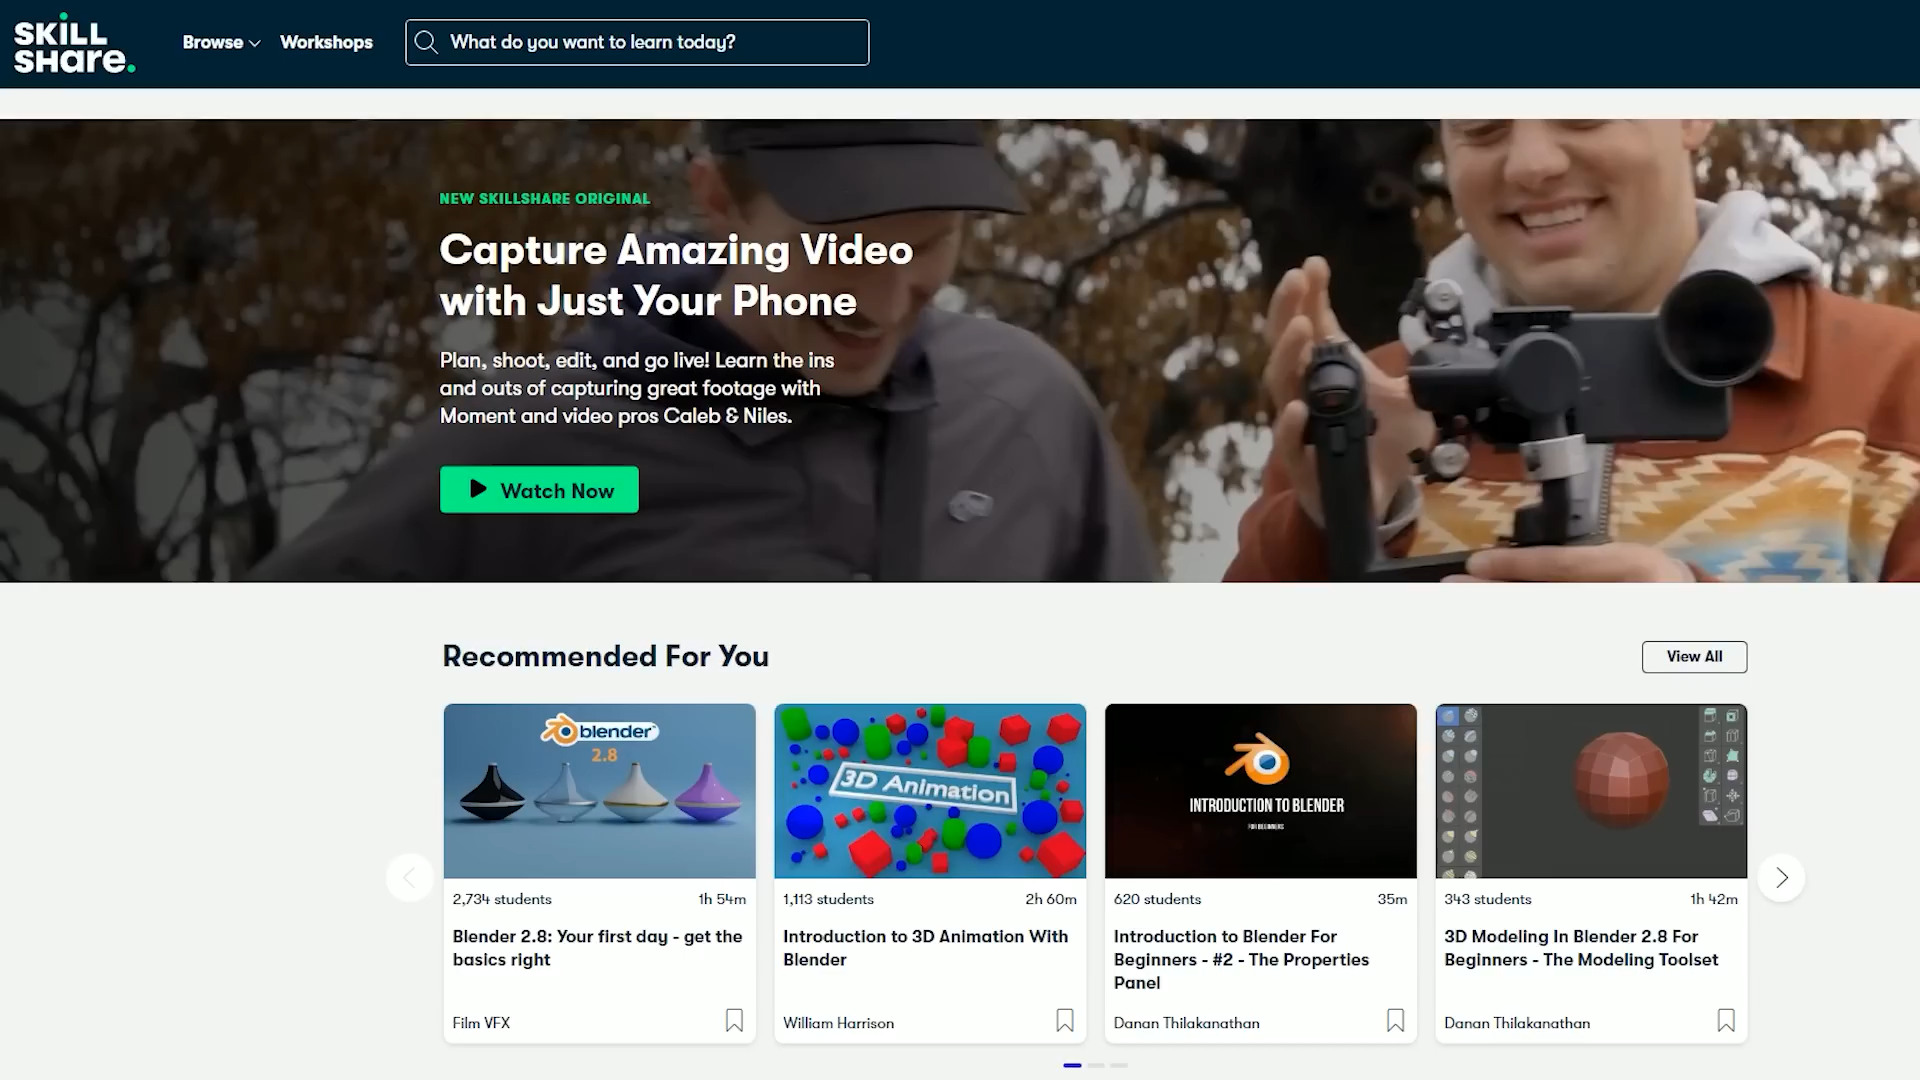 SKILL
SHare.
Browse
Workshops
What do you want to learn today?
NEW SKILLSHARE ORIGINAL
Capture Amazing Video
with Just Your Phone
Plan, shoot, edit, and go live! Learn the ins
and outs of capturing great footage with
Moment and video pros Caleb & Niles.
Watch Now
Recommended For You
View All
blender
2.8
3D Animation
INTRODUCTION TO BLENDER
FOR BEGINNERS
2,734 students
1h 54m
1,113 students
2h 60m
620 students
35m
343 students
1h 42m
Blender 2.8: Your first day - get the
basics right
Introduction to 3D Animation With
Blender
Introduction to Blender For
Beginners - #2 - The Properties
Panel
3D Modeling In Blender 2.8 For
Beginners - The Modeling Toolset
Film VFX
William Harrison
Danan Thilakanathan
Danan Thilakanathan